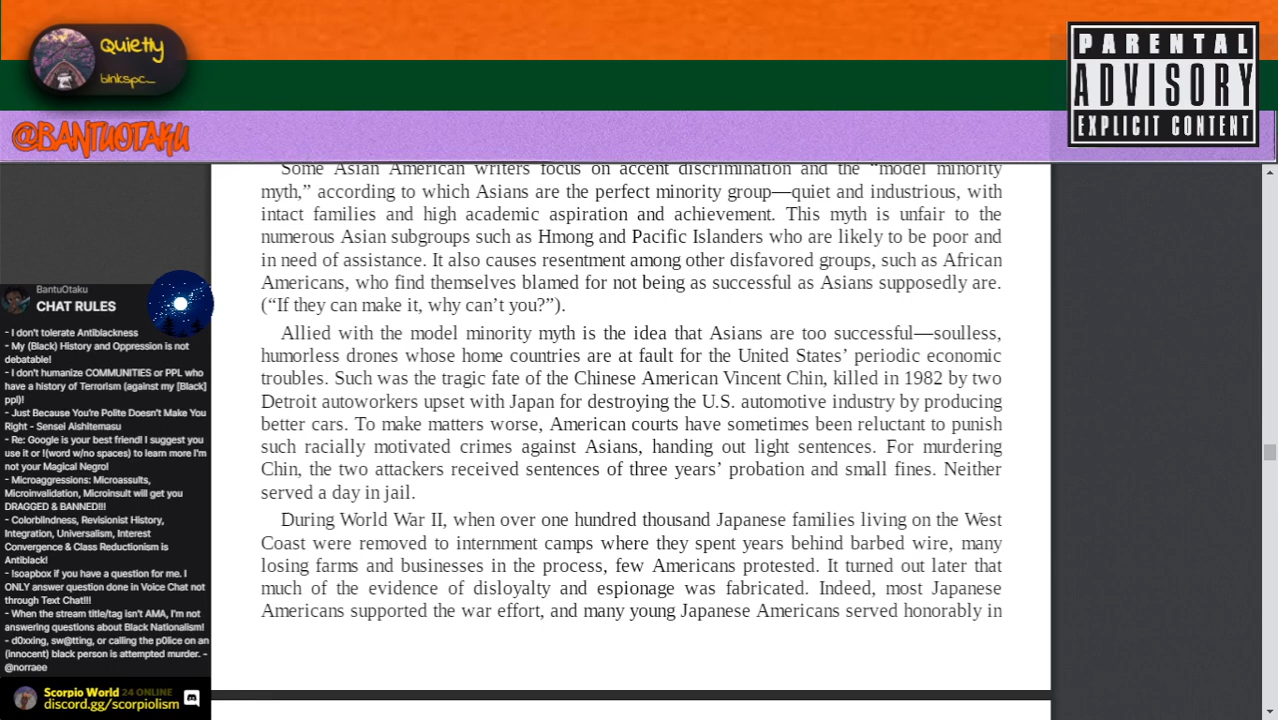 Quietly
blnkspc_
PARENTAL
ADVISORY
EXPLICIT CONTENT
@BANTUOTAKU
Some Asian American writers focus on accent discrimination and the “model minority
myth,” according to which Asians are the perfect minority group—quiet and industrious, with
intact families and high academic aspiration and achievement. This myth is unfair to the
numerous Asian subgroups such as Hmong and Pacific Islanders who are likely to be poor and
in need of assistance. It also causes resentment among other disfavored groups, such as African
Americans, who find themselves blamed for not being as successful as Asians supposedly are.
(“If they can make it, why can’t you?”).
Allied with the model minority myth is the idea that Asians are too successful—soulless,
humorless drones whose home countries are at fault for the United States’ periodic economic
troubles. Such was the tragic fate of the Chinese American Vincent Chin, killed in 1982 by two
Detroit autoworkers upset with Japan for destroying the U.S. automotive industry by producing
better cars. To make matters worse, American courts have sometimes been reluctant to punish
such racially motivated crimes against Asians, handing out light sentences. For murdering
Chin, the two attackers received sentences of three years’ probation and small fines. Neither
served a day in jail.
During World War II, when over one hundred thousand Japanese families living on the West
Coast were removed to internment camps where they spent years behind barbed wire, many
losing farms and businesses in the process, few Americans protested. It turned out later that
much of the evidence of disloyalty and espionage was fabricated. Indeed, most Japanese
Americans supported the war effort, and many young Japanese Americans served honorably in
BantuOtaku
CHAT RULES
- I don't tolerate Antiblackness
- My (Black) History and Oppression is not
debatable!
- I don't humanize COMMUNITIES or PPL who
have a history of Terrorism (against my [Black]
ppl)!
- Just Because You're Polite Doesn't Make You
Right - Sensei Aishitemasu
- Re: Google is your best friend! I suggest you
use it or !(word w/no spaces) to learn more I'm
not your Magical Negro!
- Microaggressions: Microassults,
Microinvalidation, Microinsult will get you
DRAGGED & BANNED!!!
- Colorblindness, Revisionist History,
Integration, Universalism, Interest
Convergence & Class Reductionism is
Antiblack!
- !soapbox if you have a question for me. I
ONLY answer question done in Voice Chat not
through Text Chat!!!
- When the stream title/tag isn't AMA, I'm not
answering questions about Black Nationalism!
- d0xxing, sw@tting, or calling the p0lice on an
(innocent) black person is attempted murder. -
@norraee
Scorpio World 24 ONLINE
discord.gg/scorpiolism